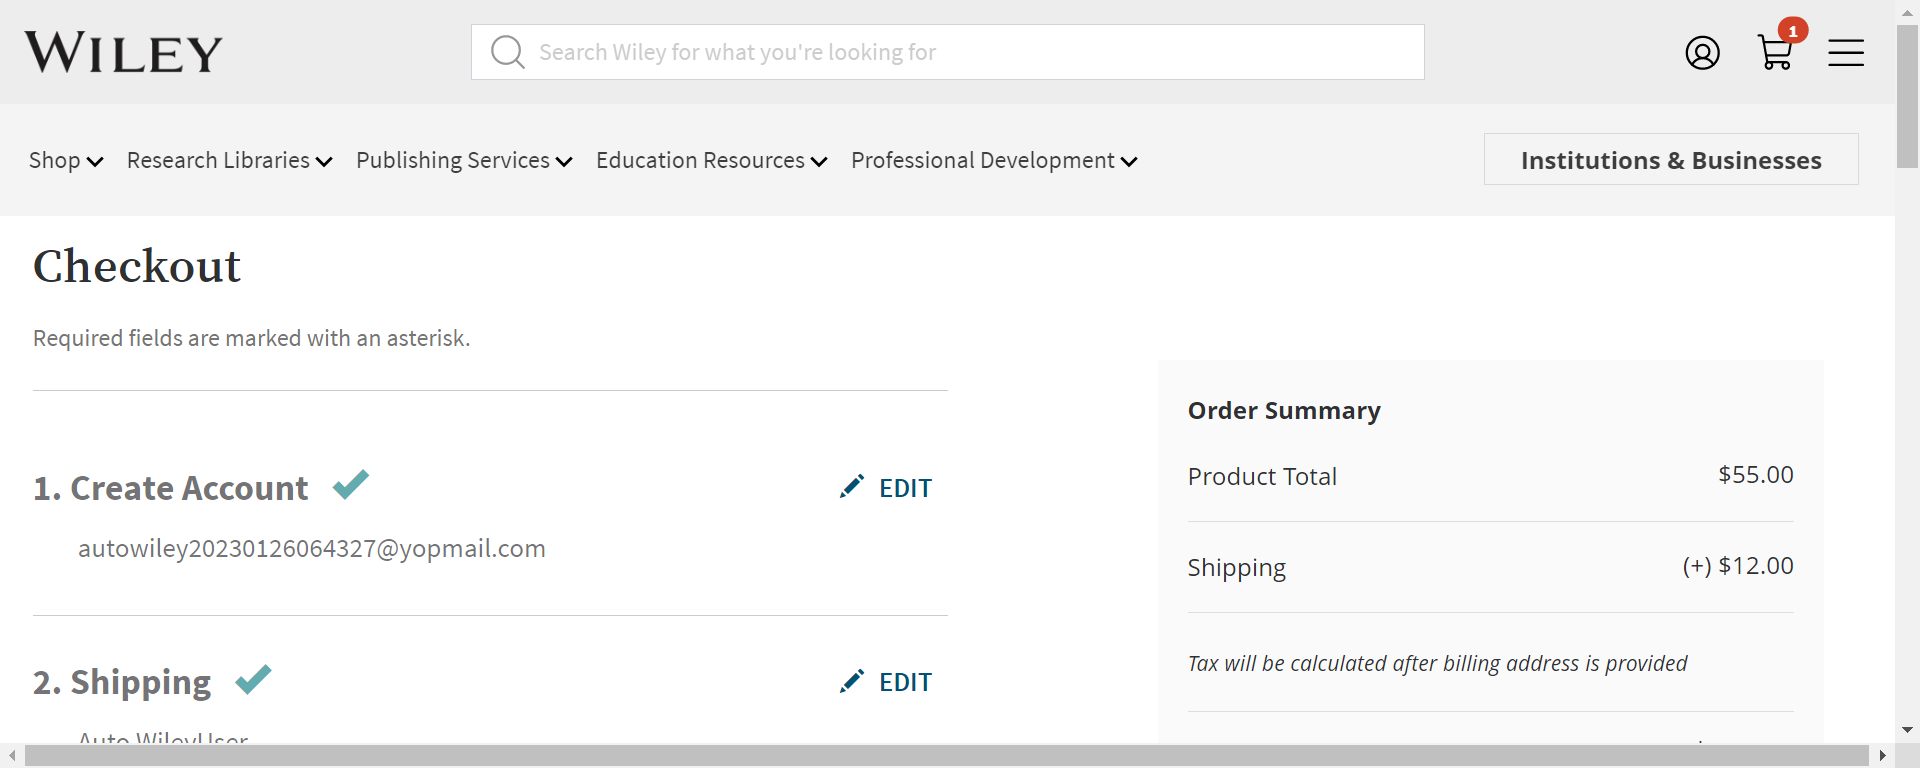 WILEY
Search Wiley for what you're looking for
1
Shop
Research Libraries
Publishing Services
Education Resources
Professional Development
Institutions & Businesses
Checkout
Required fields are marked with an asterisk.
1. Create Account
EDIT
autowiley20230126064327@yopmail.com
2. Shipping
EDIT
Auto WileyUser
Order Summary
Product Total
$55.00
Shipping
(+) $12.00
Tax will be calculated after billing address is provided